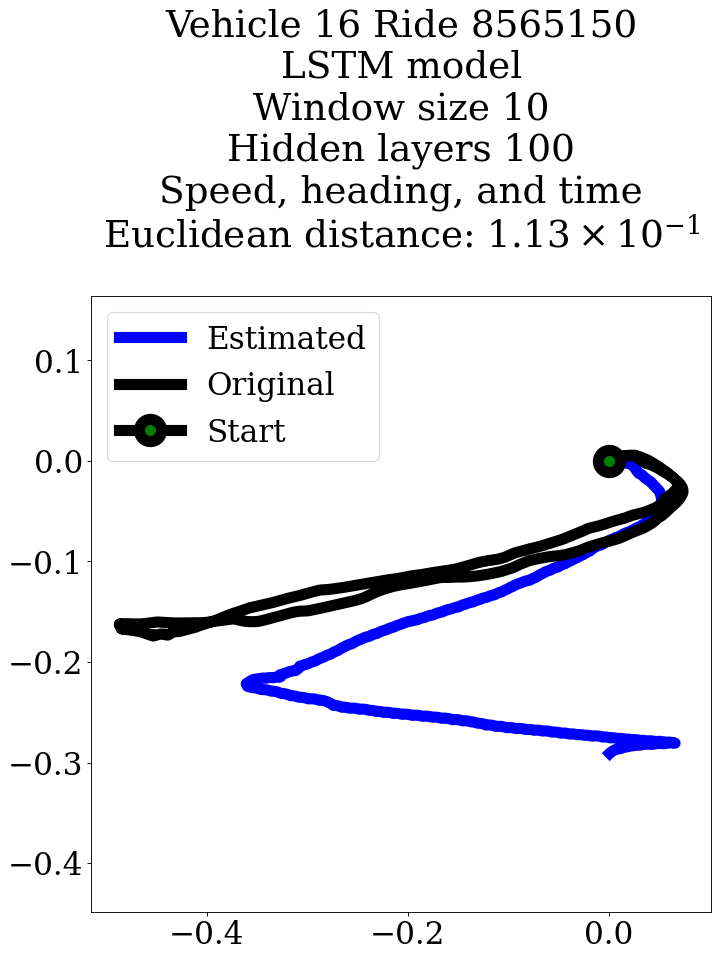 Vehicle 16 Ride 8565150
LSTM model
Window size 10
Hidden layers 100
Speed, heading, and time
Euclidean distance: 1.13 × 10⁻¹
Estimated
Original
Start
0.1
0.0
−0.1
−0.2
−0.3
−0.4
−0.4 −0.2 0.0